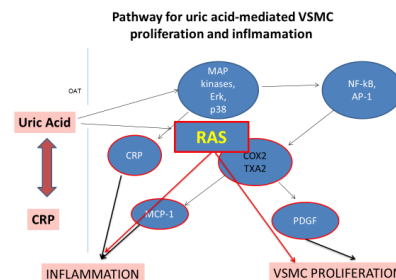 Pathway for uric acid-mediated VSMC
proliferation and inflmamation
OAT
MAP
kinases,
Erk,
p38
NF-kB,
AP-1
Uric Acid
RAS
CRP
COX2
TXA2
CRP
MCP-1
PDGF
INFLAMMATION
VSMC PROLIFERATION